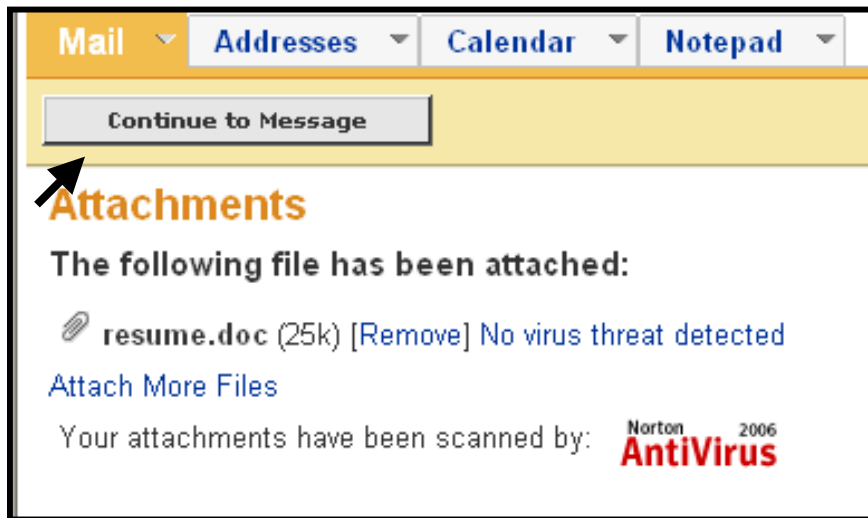 Mail Addresses Calendar Notepad
Continue to Message
Attachments
The following file has been attached:
resume.doc (25k) [Remove] No virus threat detected
Attach More Files
Your attachments have been scanned by: Norton AntiVirus 2006